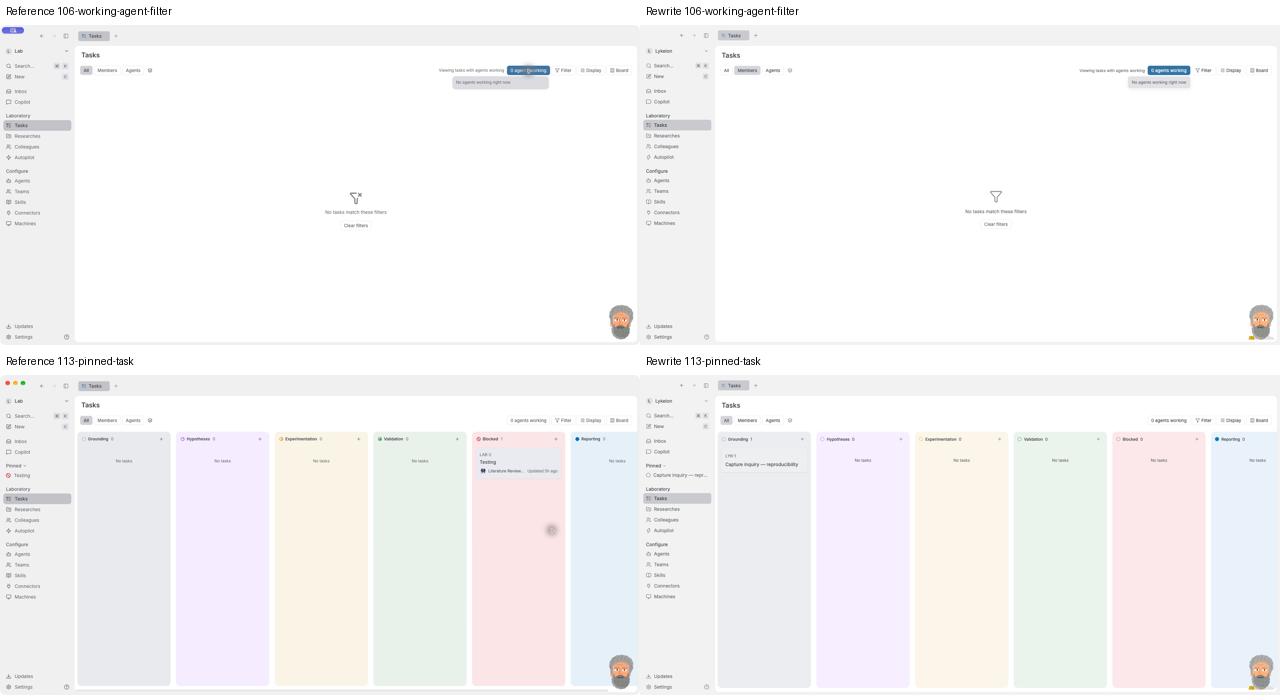 Reference 106-working-agent-filter
Tasks
Lab
Tasks
Search...
⌘ K
All Members Agents
Viewing tasks with agents working
0 agents working
Filter Display Board
New C
No agents working right now
Inbox
Copilot
Laboratory
Tasks
Researches
Colleagues
Autopilot
Configure
Agents
Teams
Skills
Connectors
Machines
No tasks match these filters
Clear filters
Updates
Settings
Rewrite 106-working-agent-filter
Tasks
L Lykeion
Tasks
Search...
⌘ K
All Members Agents
Viewing tasks with agents working
0 agents working
Filter Display Board
New C
No agents working right now
Inbox
Copilot
Laboratory
Tasks
Researches
Colleagues
Autopilot
Configure
Agents
Teams
Skills
Connectors
Machines
No tasks match these filters
Clear filters
Updates
Settings
Reference 113-pinned-task
Tasks
Lab
Tasks
Search...
⌘ K
All Members Agents
0 agents working
Filter Display Board
New C
Inbox
Copilot
Pinned
Testing
Laboratory
Tasks
Researches
Colleagues
Autopilot
Configure
Agents
Teams
Skills
Connectors
Machines
Updates
Settings
Grounding 0
No tasks
Hypotheses 0
No tasks
Experimentation 0
No tasks
Validation 0
No tasks
Blocked 1
Testing
Literature Review... Updated 5h ago
Reporting 0
No tasks
Rewrite 113-pinned-task
Tasks
L Lykeion
Tasks
Search...
⌘ K
All Members Agents
0 agents working
Filter Display Board
New C
Inbox
Copilot
Pinned
Capture inquiry — repr...
Laboratory
Tasks
Researches
Colleagues
Autopilot
Configure
Agents
Teams
Skills
Connectors
Machines
Updates
Settings
Grounding 1
Capture inquiry — reproducibility
Hypotheses 0
No tasks
Experimentation 0
No tasks
Validation 0
No tasks
Blocked 0
No tasks
Reporting 0
No tasks